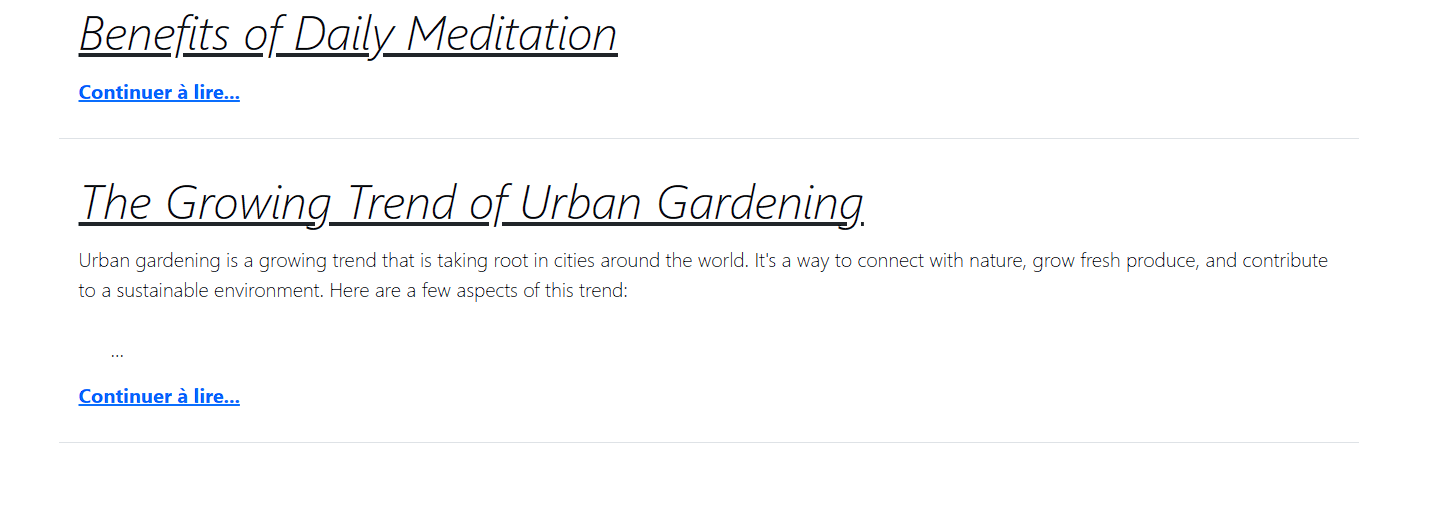 Benefits of Daily Meditation
Continuer à lire...
The Growing Trend of Urban Gardening
Urban gardening is a growing trend that is taking root in cities around the world. It's a way to connect with nature, grow fresh produce, and contribute
to a sustainable environment. Here are a few aspects of this trend:
...
Continuer à lire...